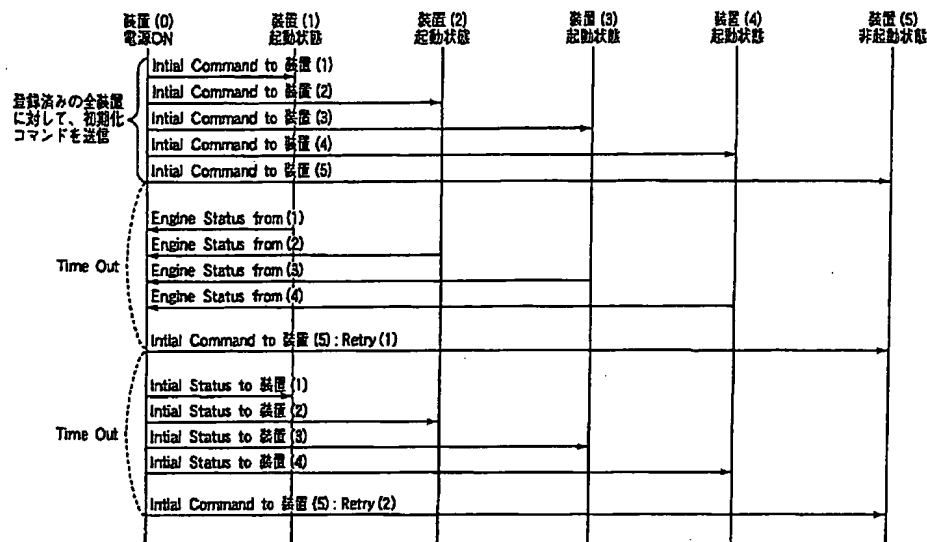 装置(0)
電源ON
装置(1)
起動状態
装置(2)
起動状態
装置(3)
起動状態
装置(4)
起動状態
装置(5)
非起動状態
Intial Command to 装置(1)
Intial Command to 装置(2)
Intial Command to 装置(3)
Intial Command to 装置(4)
Intial Command to 装置(5)
登録済みの全装置
に対して、初期化
コマンドを送信
Engine Status from(1)
Engine Status from(2)
Engine Status from(3)
Engine Status from(4)
Time Out
Intial Command to 装置(5):Retry(1)
Intial Status to 装置(1)
Intial Status to 装置(2)
Intial Status to 装置(3)
Intial Status to 装置(4)
Time Out
Intial Command to 装置(5):Retry(2)